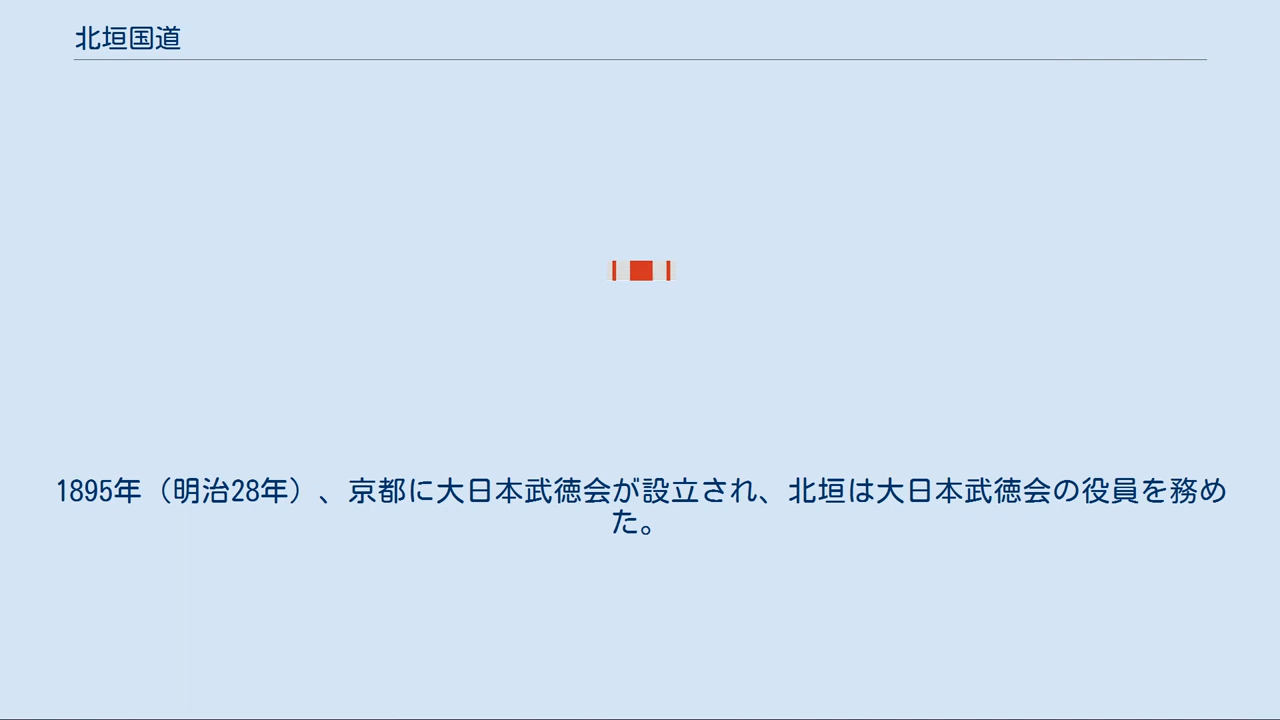 北垣国道
1895年（明治28年）、京都に大日本武徳会が設立され、北垣は大日本武徳会の役員を務め
た。